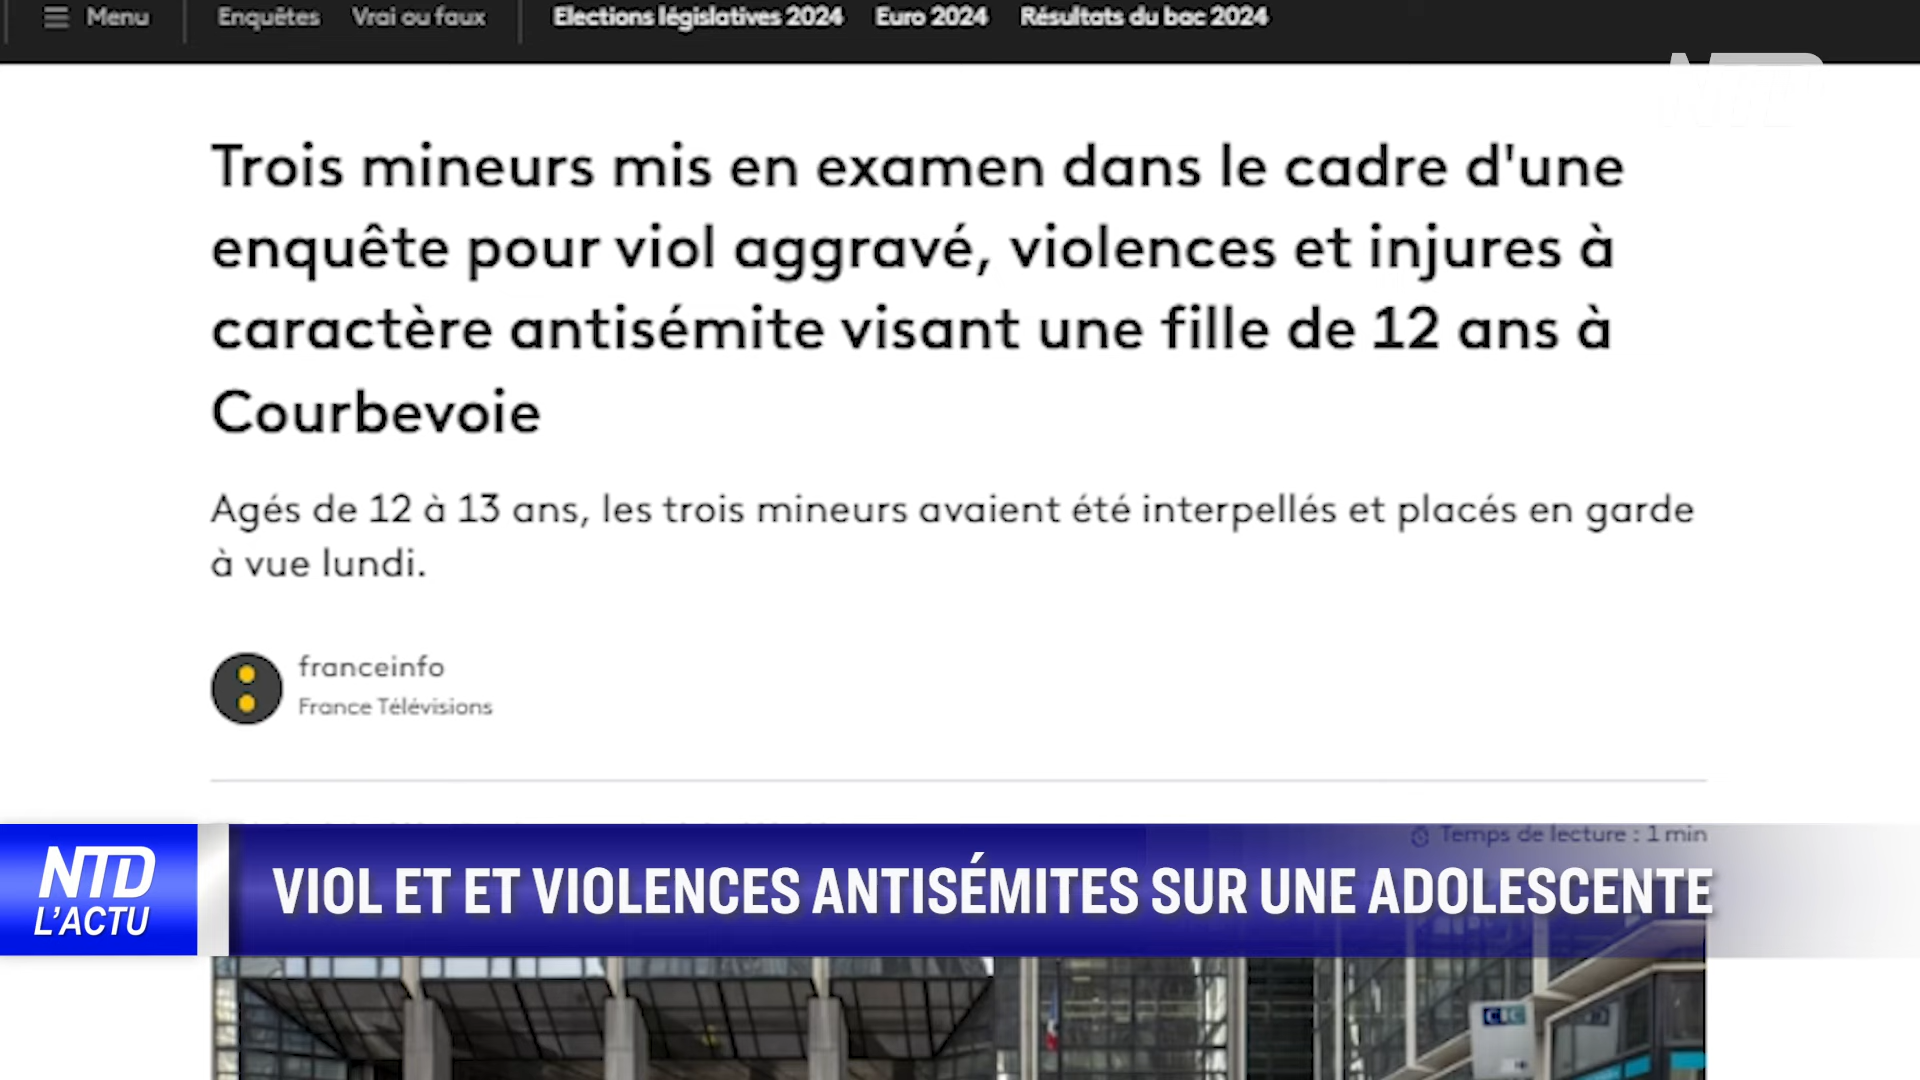 Menu Enquêtes Vrai ou faux Elections législatives 2024 Euro 2024 Résultats du bac 2024
NTD
Trois mineurs mis en examen dans le cadre d'une
enquête pour viol aggravé, violences et injures à
caractère antisémite visant une fille de 12 ans à
Courbevoie
Agés de 12 à 13 ans, les trois mineurs avaient été interpellés et placés en garde
à vue lundi.
franceinfo
France Télévisions
Temps de lecture : 1 min
NTD
L'ACTU
VIOL ET ET VIOLENCES ANTISÉMITES SUR UNE ADOLESCENTE
CIC